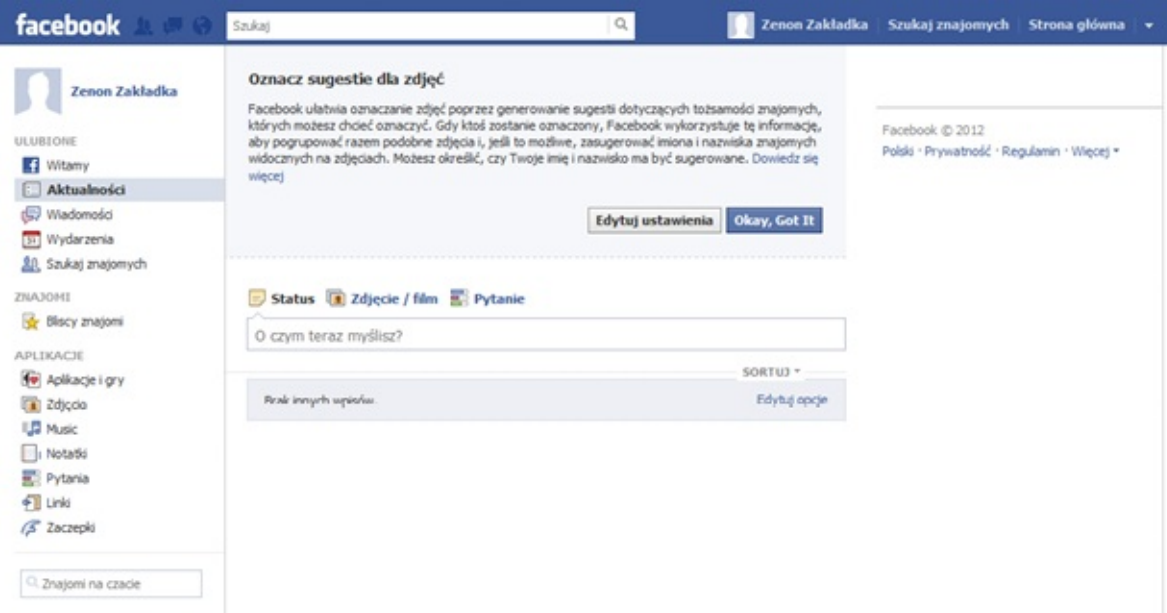 facebook
Szukaj
Zenon Zakładka
Szukaj znajomych
Strona główna
Zenon Zakładka
ULUBIONE
Witamy
Aktualności
Wiadomości
31 Wydarzenia
Szukaj znajomych
ZNAJOMI
Bliscy znajomi
APLIKACJE
Aplikacje i gry
Zdjęcia
Music
Notatki
Pytania
Linki
Zaczepki
Znajomi na czacie
Oznacz sugestie dla zdjęć
Facebook ułatwia oznaczanie zdjęć poprzez generowanie sugestii dotyczących tożsamości znajomych,
których możesz chcieć oznaczyć. Gdy ktoś zostanie oznaczony, Facebook wykorzystuje tę informację,
aby pogrupować razem podobne zdjęcia i, jeśli to możliwe, zasugerować imiona i nazwiska znajomych
widocznych na zdjęciach. Możesz określić, czy Twoje imię i nazwisko ma być sugerowane. Dowiedz się
więcej
Edytuj ustawienia
Okay, Got It
Status
Zdjęcie / film
Pytanie
O czym teraz myślisz?
SORTUJ
Brak innych wpisów.
Edytuj opcje
Facebook © 2012
Polski · Prywatność · Regulamin · Więcej